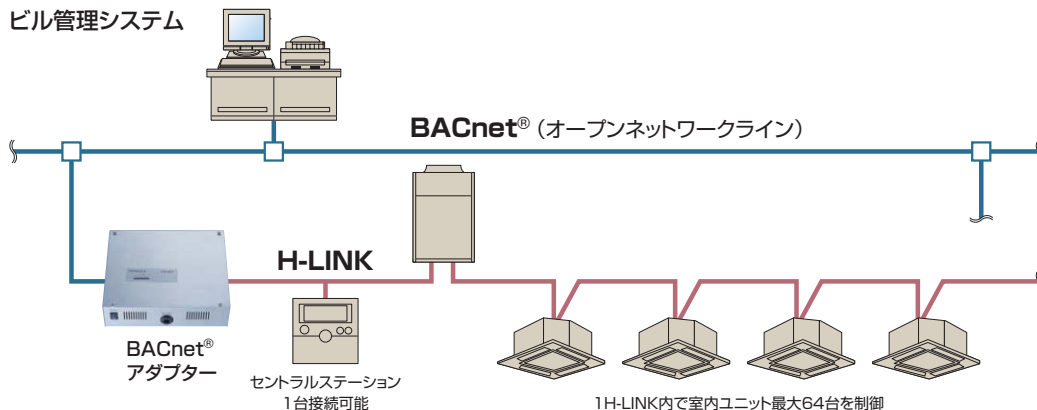 ビル管理システム
BACnet® (オープンネットワークライン)
H-LINK
BACnet®
アダプター
セントラルステーション
1台接続可能
1H-LINK内で室内ユニット最大64台を制御